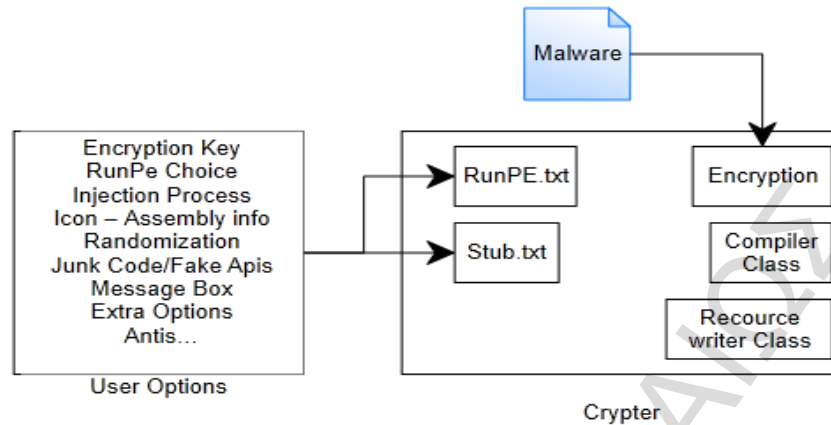 Malware
Encryption Key
RunPe Choice
Injection Process
Icon – Assembly info
Randomization
Junk Code/Fake Apis
Message Box
Extra Options
Antis...
User Options
RunPE.txt
Stub.txt
Encryption
Compiler
Class
Recource
writer Class
Crypter
ΑΙΩΣ